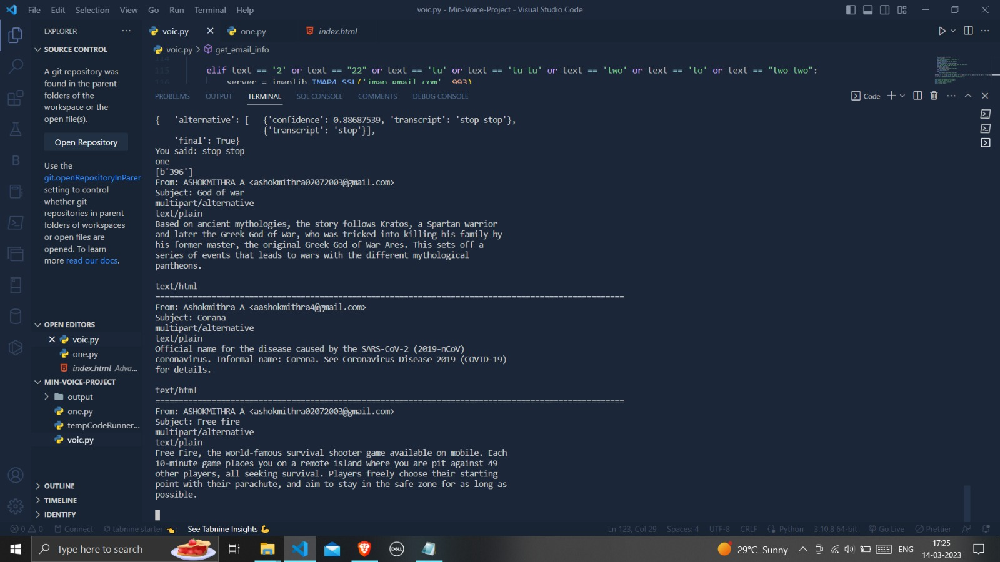 File Edit Selection View Go Run Terminal Help
voic.py - Min-Voice-Project - Visual Studio Code
EXPLORER
SOURCE CONTROL
A git repository was
found in the parent
folders of the
workspace or the
open file(s).
Open Repository
Use the
git.openRepositoryInParer
setting to control
whether git
repositories in parent
folders of workspaces
or open files are
opened. To learn
more read our docs.
OPEN EDITORS
voic.py
one.py
index.html Adva...
MIN-VOICE-PROJECT
output
one.py
tempCodeRunner...
voic.py
OUTLINE
TIMELINE
IDENTIFY
voic.py one.py index.html
voic.py > get_email_info
114
115 elif text == '2' or text == "22" or text == 'tu' or text == 'tu tu' or text == 'two' or text == 'to' or text == "two two":
116 server = imaplib.IMAP4_SSL('imap.gmail.com', 993)
PROBLEMS OUTPUT TERMINAL SQL CONSOLE COMMENTS DEBUG CONSOLE
Code
{ 'alternative': [ {'confidence': 0.88687539, 'transcript': 'stop stop'},
{'transcript': 'stop'}],
'final': True}
You said: stop stop
one
[b'396']
From: ASHOKMITHRA A <ashokmithra02072003@gmail.com>
Subject: God of war
multipart/alternative
text/plain
Based on ancient mythologies, the story follows Kratos, a Spartan warrior
and later the Greek God of War, who was tricked into killing his family by
his former master, the original Greek God of War Ares. This sets off a
series of events that leads to wars with the different mythological
pantheons.
text/html
====================================================================================================
From: Ashokmithra A <aashokmithra4@gmail.com>
Subject: Corana
multipart/alternative
text/plain
Official name for the disease caused by the SARS-CoV-2 (2019-nCoV)
coronavirus. Informal name: Corona. See Coronavirus Disease 2019 (COVID-19)
for details.
text/html
====================================================================================================
From: ASHOKMITHRA A <ashokmithra02072003@gmail.com>
Subject: Free fire
multipart/alternative
text/plain
Free Fire, the world-famous survival shooter game available on mobile. Each
10-minute game places you on a remote island where you are pit against 49
other players, all seeking survival. Players freely choose their starting
point with their parachute, and aim to stay in the safe zone for as long as
possible.
0 0 Connect tabnine starter See Tabnine Insights Ln 123, Col 29 Spaces: 4 UTF-8 CRLF Python 3.10.8 64-bit Go Live Prettier
Type here to search
DELL
29°C Sunny
ENG
17:25
14-03-2023